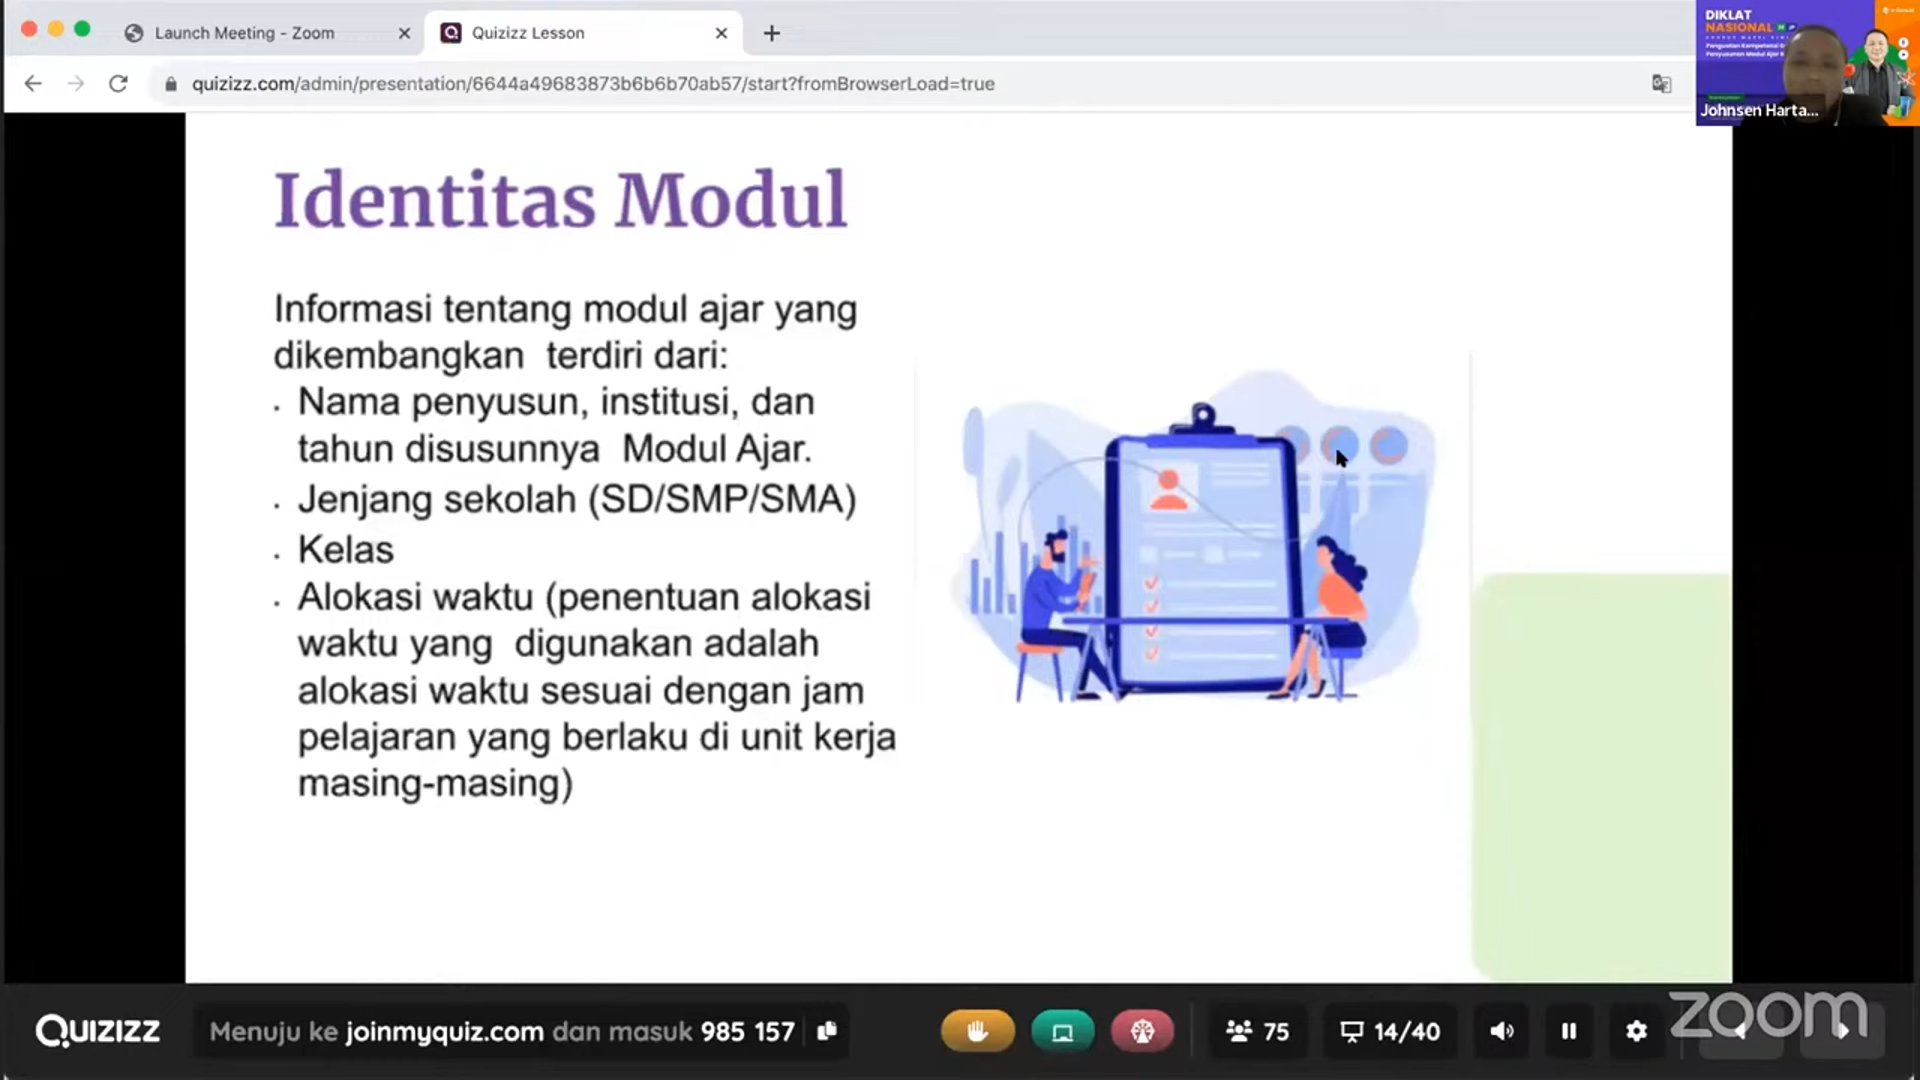 Launch Meeting - Zoom
Quizizz Lesson
quizizz.com/admin/presentation/6644a49683873b6b6b70ab57/start?fromBrowserLoad=true
DIKLAT
NASIONAL
Johnsen Harta...
Identitas Modul
Informasi tentang modul ajar yang
dikembangkan terdiri dari:
· Nama penyusun, institusi, dan
tahun disusunnya Modul Ajar.
· Jenjang sekolah (SD/SMP/SMA)
· Kelas
· Alokasi waktu (penentuan alokasi
waktu yang digunakan adalah
alokasi waktu sesuai dengan jam
pelajaran yang berlaku di unit kerja
masing-masing)
QUIZIZZ
Menuju ke joinmyquiz.com dan masuk 985 157
75
14/40
zoom